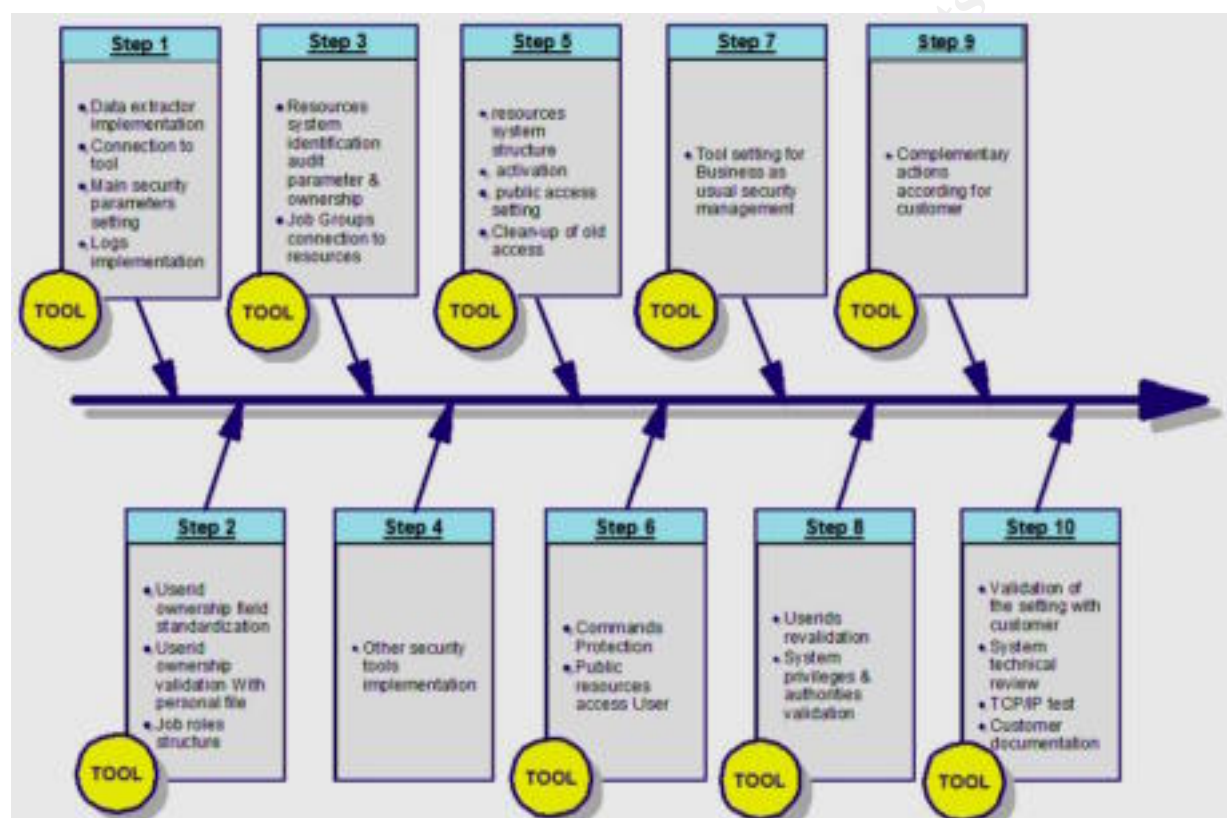 Step 1
Data extractor
implementation
Connection to
tool
Main security
parameters
setting
Logs
implementation
TOOL
Step 3
Resources
system
identification
audit
parameter &
ownership
Job Groups
connection to
resources
TOOL
Step 5
resources
system
structure
activation
public access
setting
Clean-up of old
access
TOOL
Step 7
Tool setting for
Business as
usual security
management
TOOL
Step 9
Complementary
actions
according for
customer
TOOL
Step 2
Userid
ownership field
standardization
Userid
ownership
validation With
personal file
Job roles
structure
TOOL
Step 4
Other security
tools
implementation
Step 6
Commands
Protection
Public
resources
access User
TOOL
Step 8
Userids
revalidation
System
privileges &
authorities
validation
TOOL
Step 10
Validation of
the setting with
customer
System
technical
review
TCP/IP test
Customer
documentation
TOOL